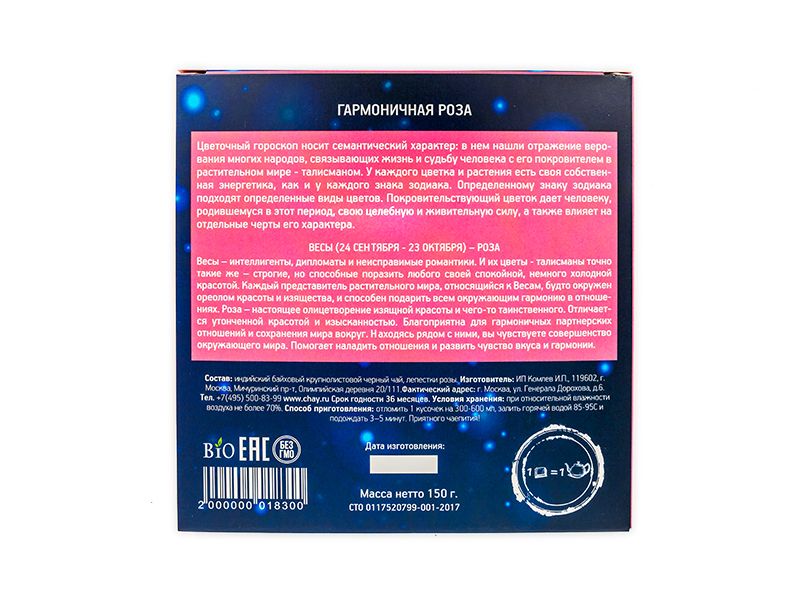 ГАРМОНИЧНАЯ РОЗА
Цветочный гороскоп носит семантический характер: в нем нашли отражение веро-
вания многих народов, связывающих жизнь и судьбу человека с его покровителем в
растительном мире - талисманом. У каждого цветка и растения есть своя собствен-
ная энергетика, как и у каждого знака зодиака. Определенному знаку зодиака
подходят определенные виды цветов. Покровительствующий цветок дает человеку,
родившемуся в этот период, свою целебную и живительную силу, а также влияет на
отдельные черты его характера.
ВЕСЫ (24 СЕНТЯБРЯ - 23 ОКТЯБРЯ) – РОЗА
Весы – интеллигенты, дипломаты и неисправимые романтики. И их цветы - талисманы точно
такие же – строгие, но способные поразить любого своей спокойной, немного холодной
красотой. Каждый представитель растительного мира, относящийся к Весам, будто окружен
ореолом красоты и изящества, и способен подарить всем окружающим гармонию в отноше-
ниях. Роза – настоящее олицетворение изящной красоты и чего-то таинственного. Отличает-
ся утонченной красотой и изысканностью. Благоприятна для гармоничных партнерских
отношений и сохранения мира вокруг. Находясь рядом с ними, вы чувствуете совершенство
окружающего мира. Помогает наладить отношения и развить чувство вкуса и гармонии.
Состав: индийский байховый крупнолистовой черный чай, лепестки розы. Изготовитель: ИП Комлев И.П., 119602, г.
Москва, Мичуринский пр-т, Олимпийская деревня 20/111. Фактический адрес: г. Москва, ул. Генерала Дорохова, д.6.
Тел. +7(495) 500-83-99 www.chay.ru Срок годности 36 месяцев. Условия хранения: при относительной влажности
воздуха не более 70%. Способ приготовления: отломить 1 кусочек на 300-600 мл, залить горячей водой 85-95С и
подождать 3–5 минут. Приятного чаепития!
BIO EAC БЕЗ ГМО
Дата изготовления:
1 = 1
2 000000 018300
Масса нетто 150 г.
СТО 0117520799-001-2017